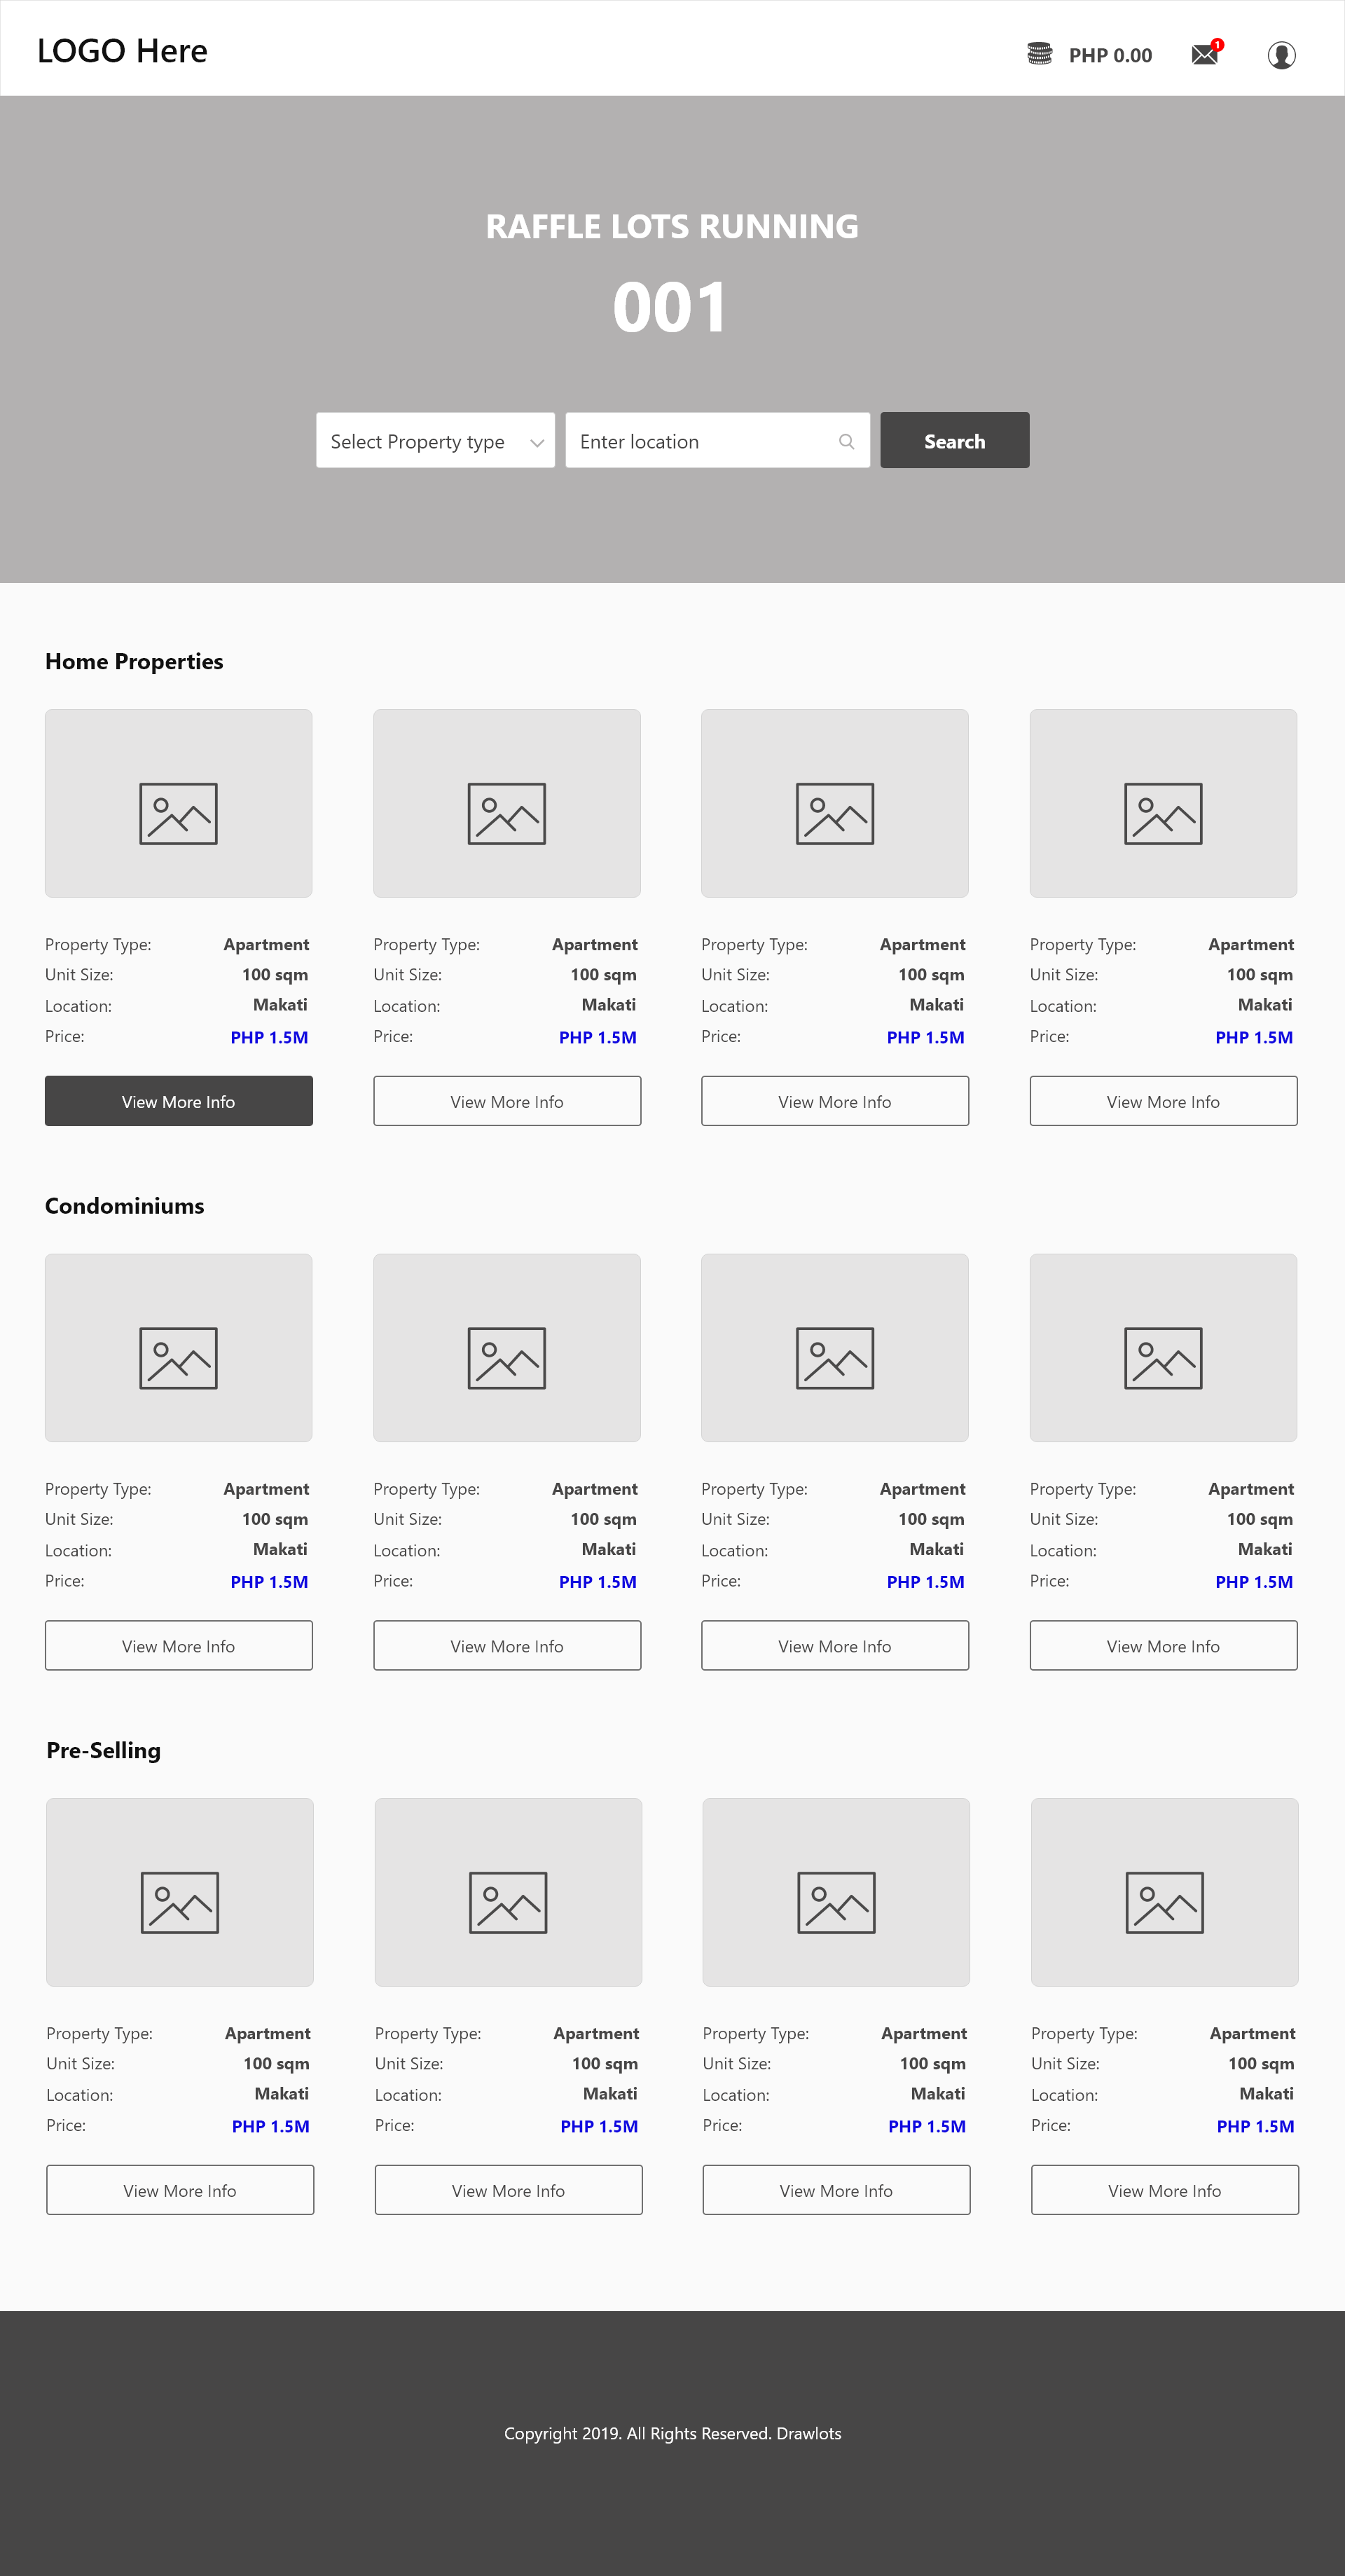 LOGO Here
PHP 0.00
1
RAFFLE LOTS RUNNING
001
Select Property type
Enter location
Search
Home Properties
Property Type: Apartment
Unit Size: 100 sqm
Location: Makati
Price: PHP 1.5M
View More Info
Property Type: Apartment
Unit Size: 100 sqm
Location: Makati
Price: PHP 1.5M
View More Info
Property Type: Apartment
Unit Size: 100 sqm
Location: Makati
Price: PHP 1.5M
View More Info
Property Type: Apartment
Unit Size: 100 sqm
Location: Makati
Price: PHP 1.5M
View More Info
Condominiums
Property Type: Apartment
Unit Size: 100 sqm
Location: Makati
Price: PHP 1.5M
View More Info
Property Type: Apartment
Unit Size: 100 sqm
Location: Makati
Price: PHP 1.5M
View More Info
Property Type: Apartment
Unit Size: 100 sqm
Location: Makati
Price: PHP 1.5M
View More Info
Property Type: Apartment
Unit Size: 100 sqm
Location: Makati
Price: PHP 1.5M
View More Info
Pre-Selling
Property Type: Apartment
Unit Size: 100 sqm
Location: Makati
Price: PHP 1.5M
View More Info
Property Type: Apartment
Unit Size: 100 sqm
Location: Makati
Price: PHP 1.5M
View More Info
Property Type: Apartment
Unit Size: 100 sqm
Location: Makati
Price: PHP 1.5M
View More Info
Property Type: Apartment
Unit Size: 100 sqm
Location: Makati
Price: PHP 1.5M
View More Info
Copyright 2019. All Rights Reserved. Drawlots